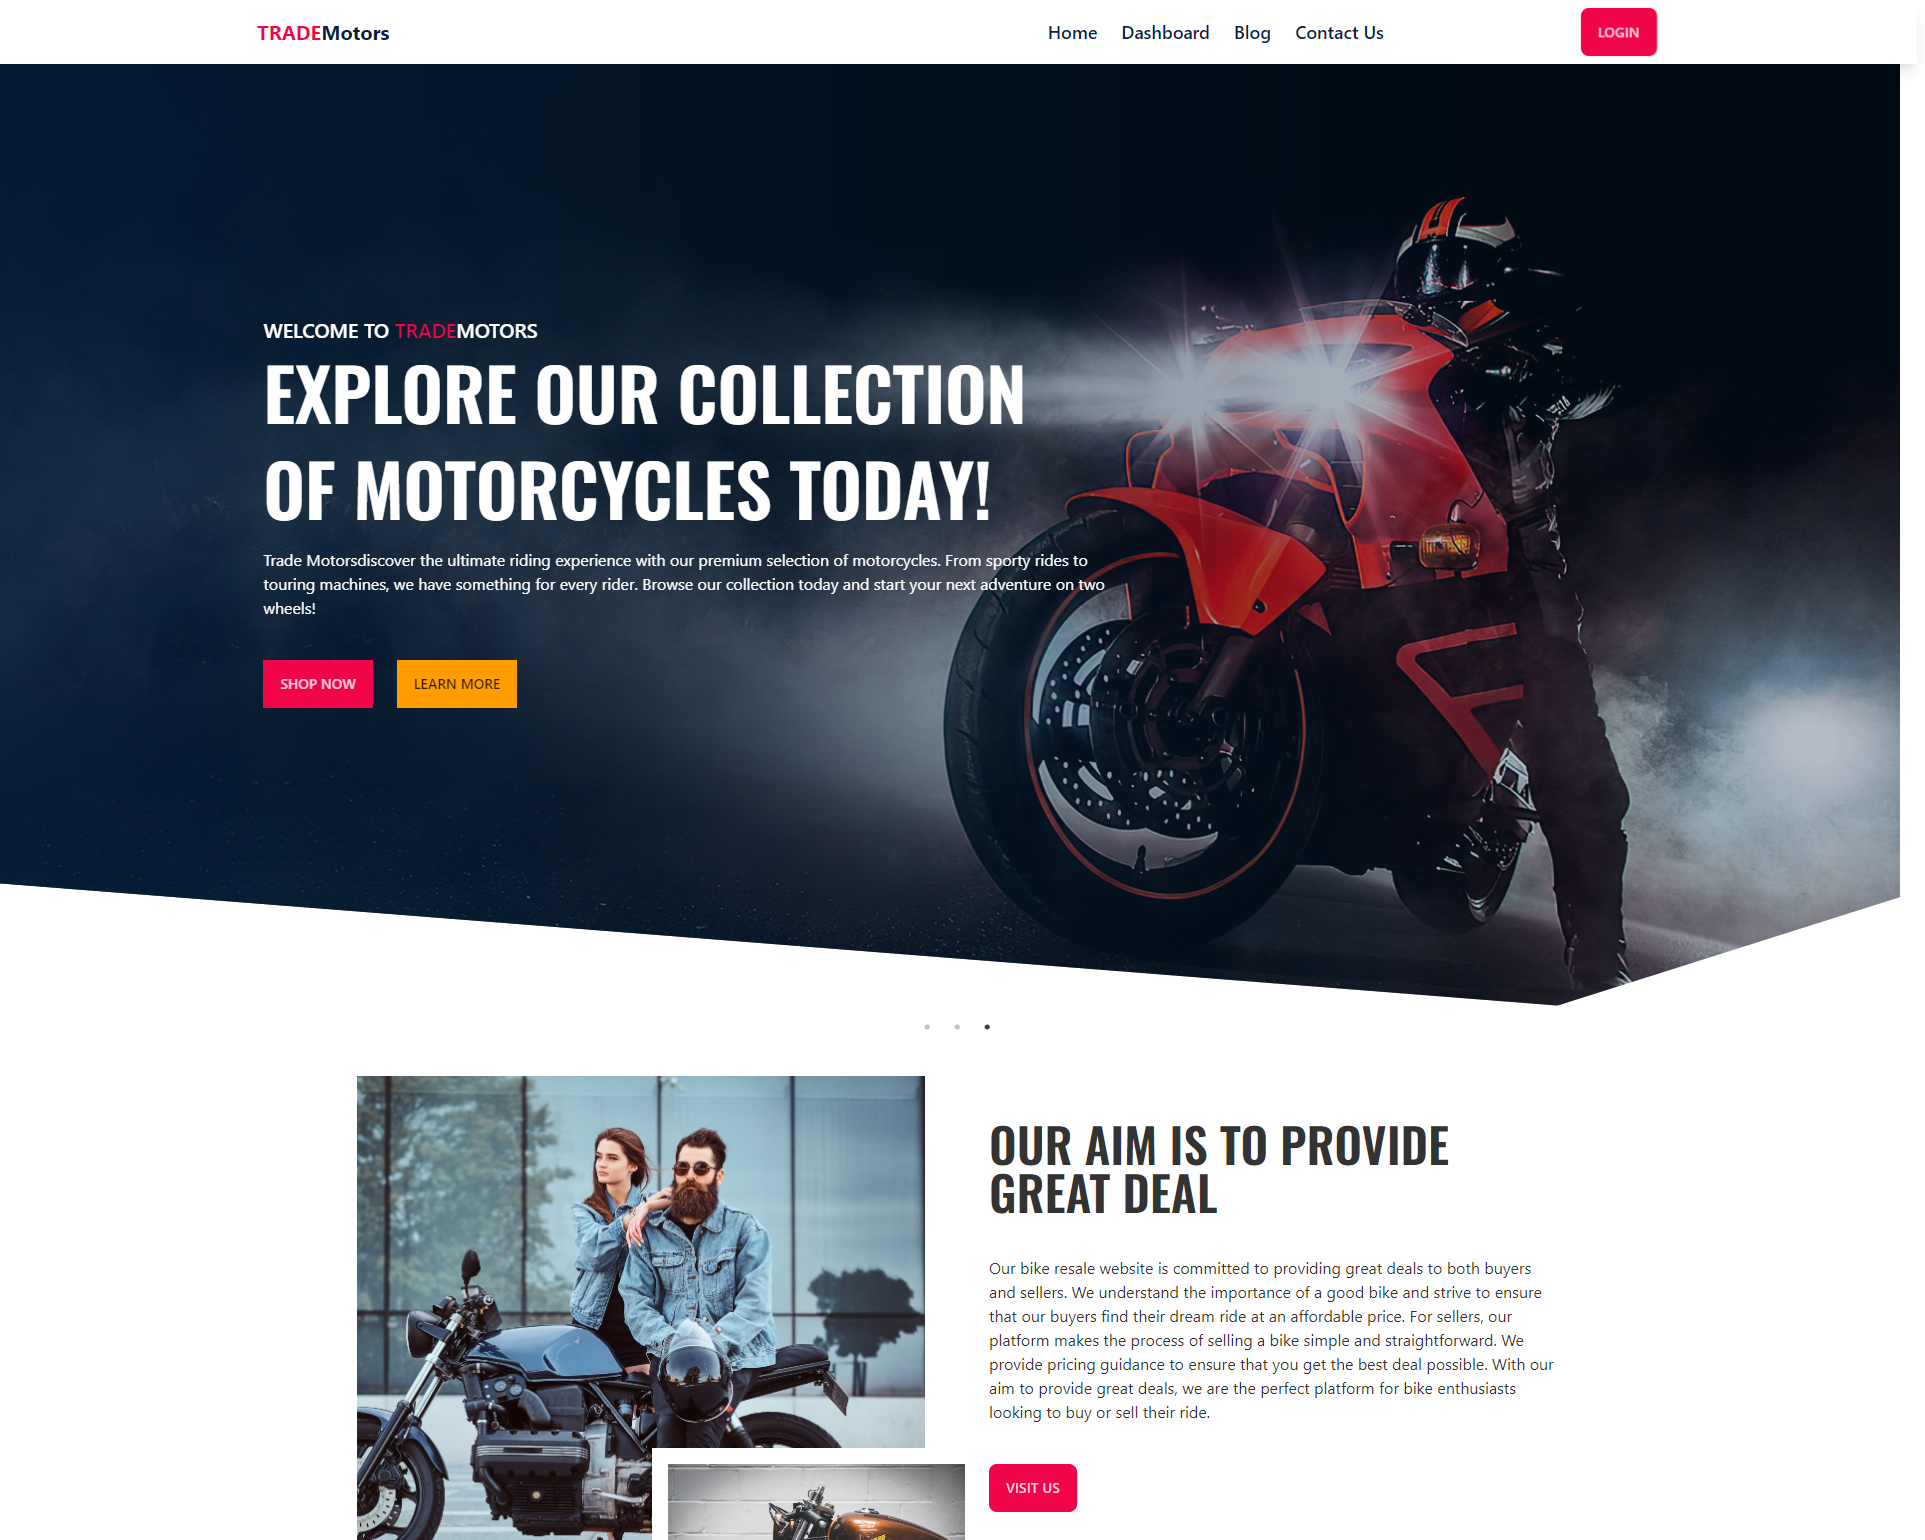 TRADEMotors
Home Dashboard Blog Contact Us
LOGIN
WELCOME TO TRADEMOTORS
EXPLORE OUR COLLECTION
OF MOTORCYCLES TODAY!
Trade Motorsdiscover the ultimate riding experience with our premium selection of motorcycles. From sporty rides to
touring machines, we have something for every rider. Browse our collection today and start your next adventure on two
wheels!
SHOP NOW
LEARN MORE
OUR AIM IS TO PROVIDE
GREAT DEAL
Our bike resale website is committed to providing great deals to both buyers
and sellers. We understand the importance of a good bike and strive to ensure
that our buyers find their dream ride at an affordable price. For sellers, our
platform makes the process of selling a bike simple and straightforward. We
provide pricing guidance to ensure that you get the best deal possible. With our
aim to provide great deals, we are the perfect platform for bike enthusiasts
looking to buy or sell their ride.
VISIT US